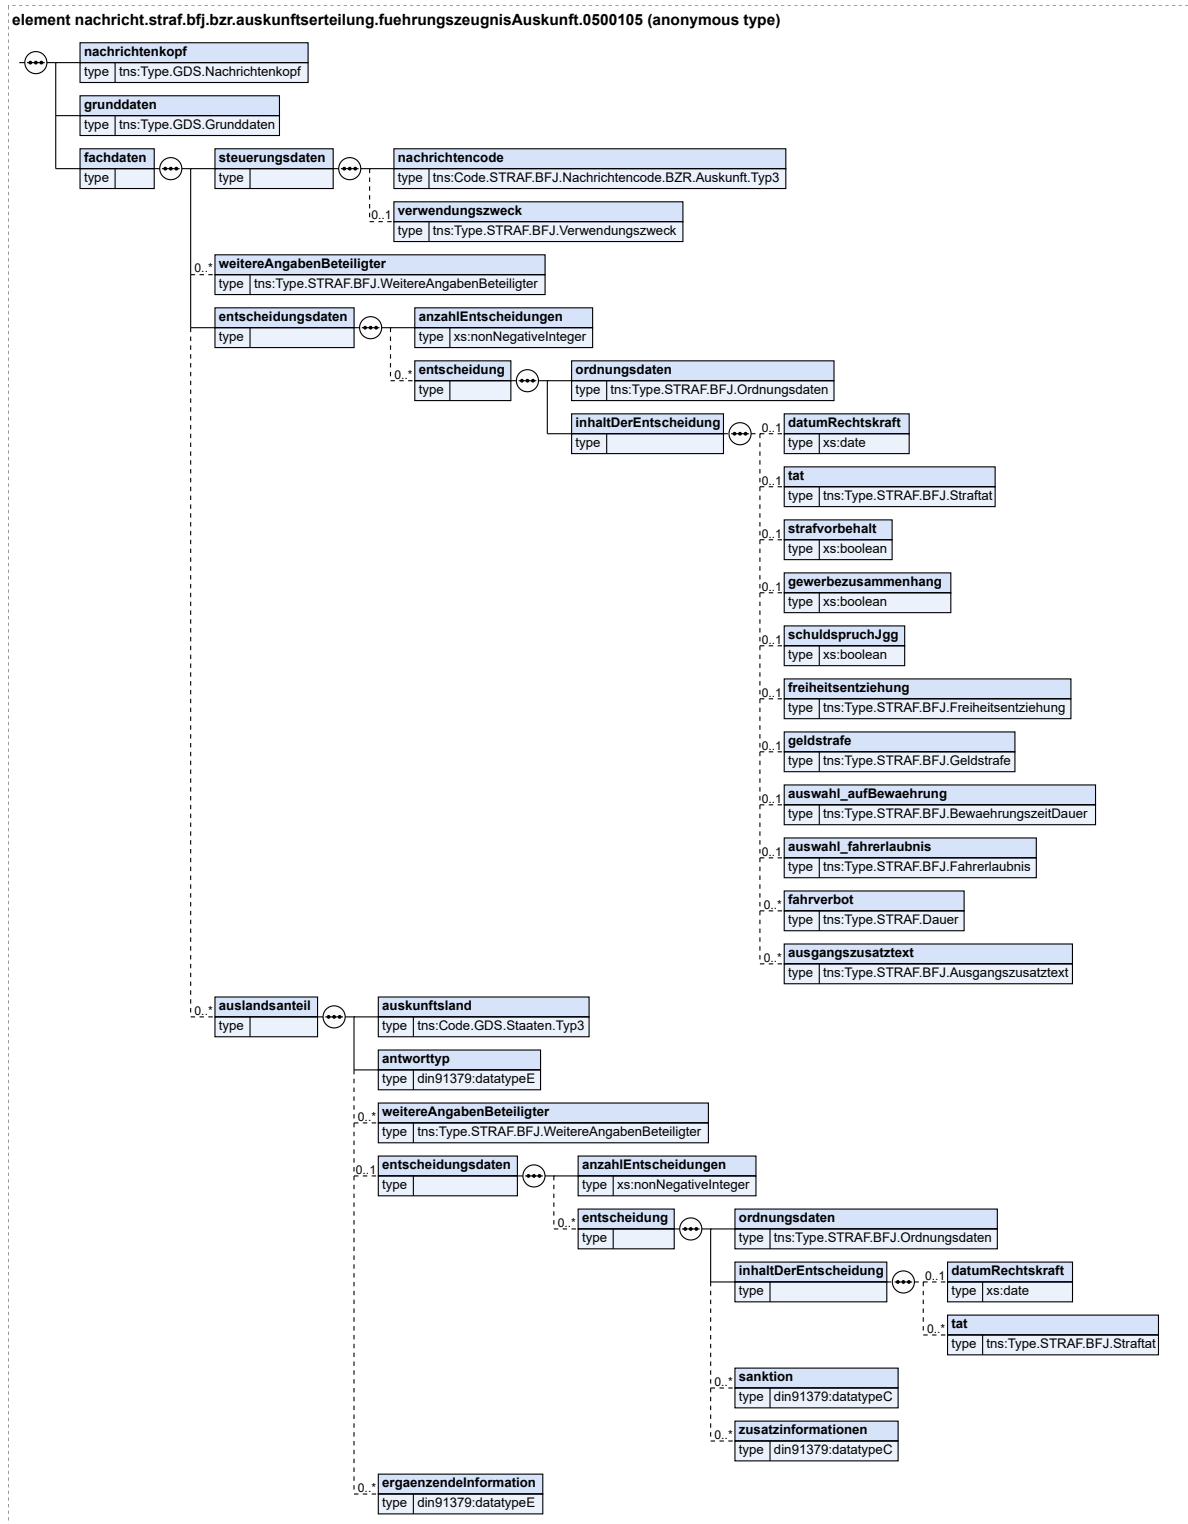 element nachricht.straf.bfj.bzr.auskunftserteilung.fuehrungszeugnisAuskunft.0500105 (anonymous type)
nachrichtenkopf
type tns:Type.GDS.Nachrichtenkopf
grunddaten
type tns:Type.GDS.Grunddaten
fachdaten
type
steuerungsdaten
type
nachrichtencode
type tns:Code.STRAF.BFJ.Nachrichtencode.BZR.Auskunft.Typ3
0..1
verwendungszweck
type tns:Type.STRAF.BFJ.Verwendungszweck
0..*
weitereAngabenBeteiligter
type tns:Type.STRAF.BFJ.WeitereAngabenBeteiligter
entscheidungsdaten
type
anzahlEntscheidungen
type xs:nonNegativeInteger
0..*
entscheidung
type
ordnungsdaten
type tns:Type.STRAF.BFJ.Ordnungsdaten
inhaltDerEntscheidung
type
0..1
datumRechtskraft
type xs:date
0..1
tat
type tns:Type.STRAF.BFJ.Straftat
0..1
strafvorbehalt
type xs:boolean
0..1
gewerbezusammenhang
type xs:boolean
0..1
schuldspruchJgg
type xs:boolean
0..1
freiheitsentziehung
type tns:Type.STRAF.BFJ.Freiheitsentziehung
0..1
geldstrafe
type tns:Type.STRAF.BFJ.Geldstrafe
0..1
auswahl_aufBewaehrung
type tns:Type.STRAF.BFJ.BewaehrungszeitDauer
0..1
auswahl_fahrerlaubnis
type tns:Type.STRAF.BFJ.Fahrerlaubnis
0..*
fahrverbot
type tns:Type.STRAF.Dauer
0..*
ausgangszusatztext
type tns:Type.STRAF.BFJ.Ausgangszusatztext
0..*
auslandsanteil
type
auskunftsland
type tns:Code.GDS.Staaten.Typ3
antworttyp
type din91379:datatypeE
0..*
weitereAngabenBeteiligter
type tns:Type.STRAF.BFJ.WeitereAngabenBeteiligter
0..1
entscheidungsdaten
type
anzahlEntscheidungen
type xs:nonNegativeInteger
0..*
entscheidung
type
ordnungsdaten
type tns:Type.STRAF.BFJ.Ordnungsdaten
inhaltDerEntscheidung
type
0..1
datumRechtskraft
type xs:date
0..*
tat
type tns:Type.STRAF.BFJ.Straftat
0..*
sanktion
type din91379:datatypeC
0..*
zusatzinformationen
type din91379:datatypeC
0..*
ergaenzendeInformation
type din91379:datatypeE